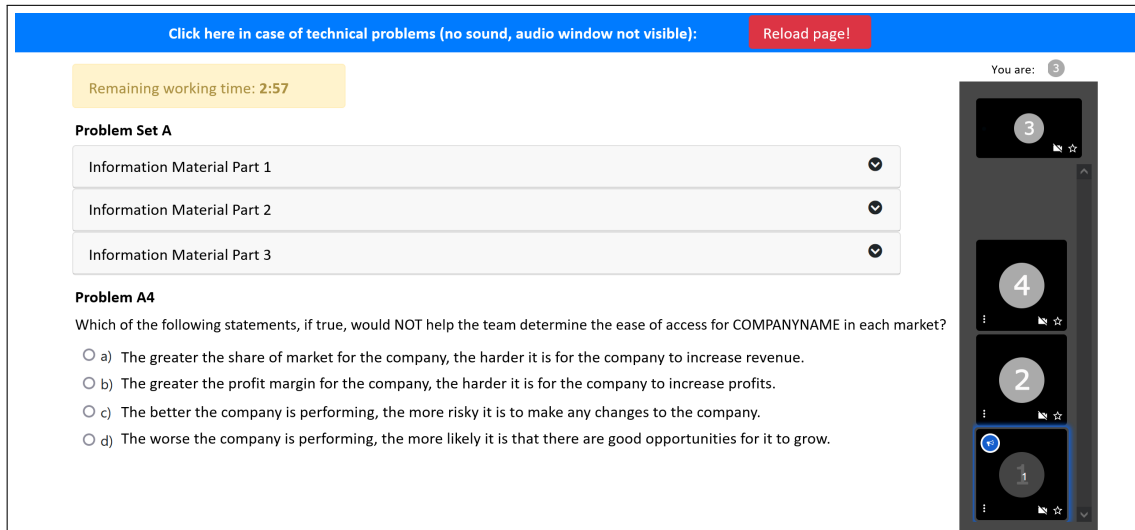 Click here in case of technical problems (no sound, audio window not visible): Reload page!
You are: 3
Remaining working time: 2:57
3
Problem Set A
Information Material Part 1
Information Material Part 2
Information Material Part 3
4
Problem A4
Which of the following statements, if true, would NOT help the team determine the ease of access for COMPANYNAME in each market?
a) The greater the share of market for the company, the harder it is for the company to increase revenue.
b) The greater the profit margin for the company, the harder it is for the company to increase profits.
2
c) The better the company is performing, the more risky it is to make any changes to the company.
d) The worse the company is performing, the more likely it is that there are good opportunities for it to grow.
1
1